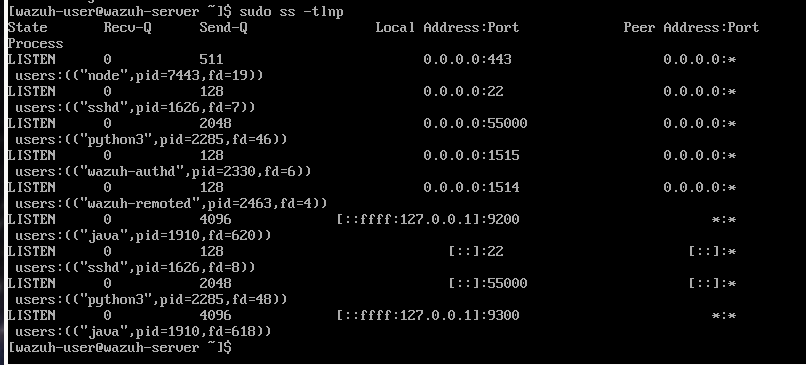 [wazuh-user@wazuh-server ~]$ sudo ss -tlnp
State Recv-Q Send-Q Local Address:Port Peer Address:Port
Process
LISTEN 0 511 0.0.0.0:443 0.0.0.0:*
users:(("node",pid=7443,fd=19))
LISTEN 0 128 0.0.0.0:22 0.0.0.0:*
users:(("sshd",pid=1626,fd=7))
LISTEN 0 2048 0.0.0.0:55000 0.0.0.0:*
users:(("python3",pid=2285,fd=46))
LISTEN 0 128 0.0.0.0:1515 0.0.0.0:*
users:(("wazuh-authd",pid=2330,fd=6))
LISTEN 0 128 0.0.0.0:1514 0.0.0.0:*
users:(("wazuh-remoted",pid=2463,fd=4))
LISTEN 0 4096 [::ffff:127.0.0.1]:9200 *:*
users:(("java",pid=1910,fd=620))
LISTEN 0 128 [::]:22 [::]:*
users:(("sshd",pid=1626,fd=8))
LISTEN 0 2048 [::]:55000 [::]:*
users:(("python3",pid=2285,fd=48))
LISTEN 0 4096 [::ffff:127.0.0.1]:9300 *:*
users:(("java",pid=1910,fd=618))
[wazuh-user@wazuh-server ~]$